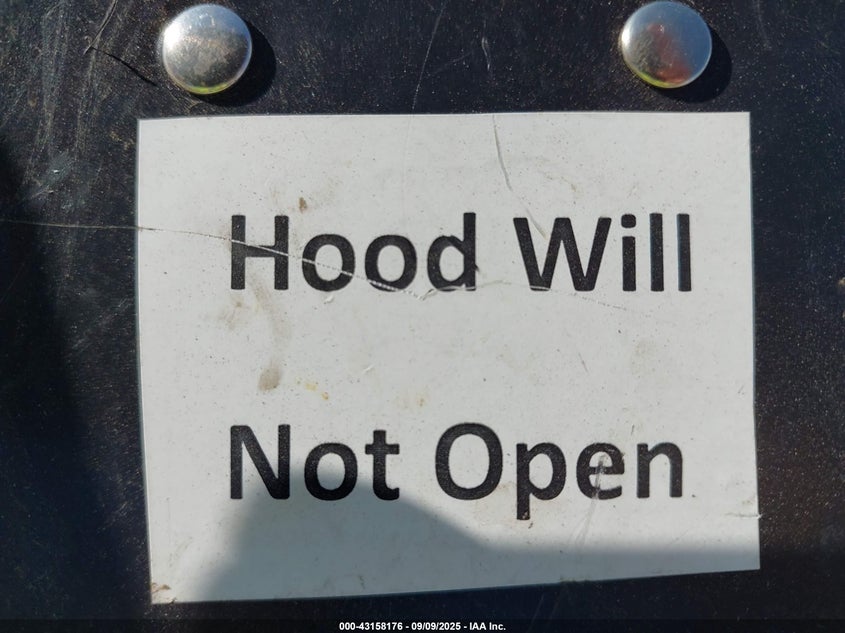 Hood Will
Not Open
000-43158176 - 09/09/2025 - IAA Inc.